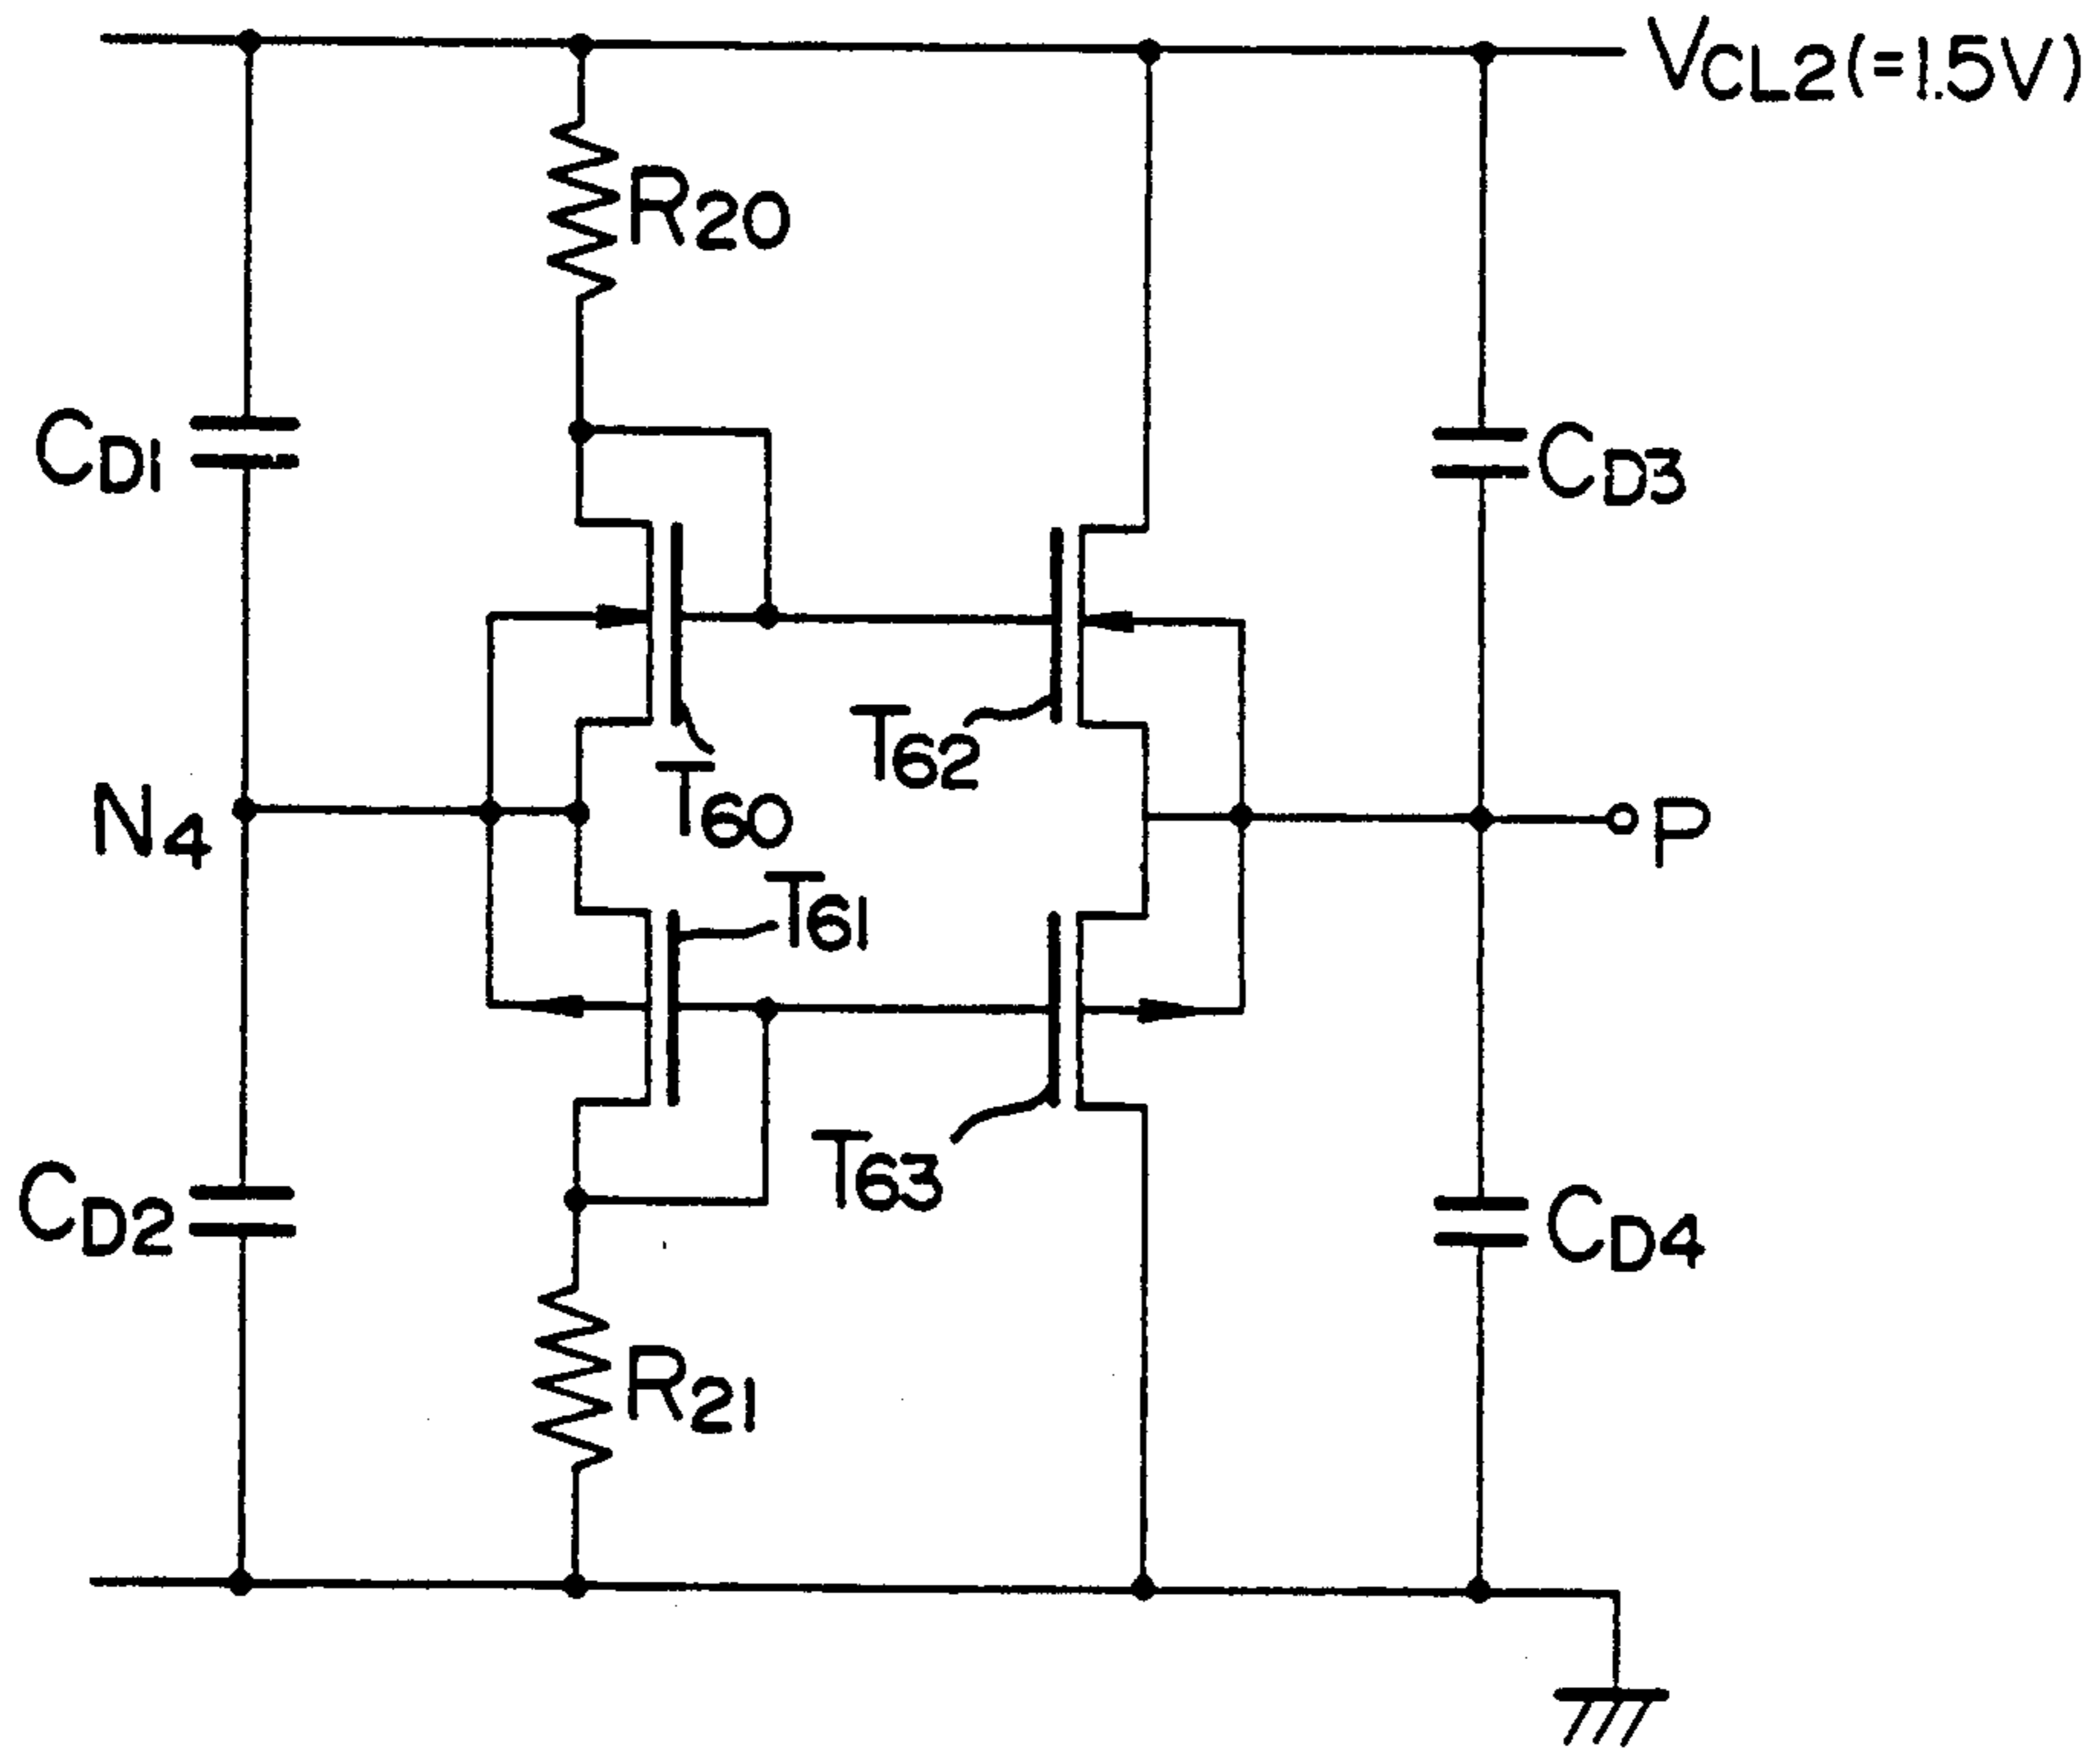 VCL2(=1.5V)
R20
CD1
CD3
T62
T60
N4
P
T61
T63
CD2
CD4
R21